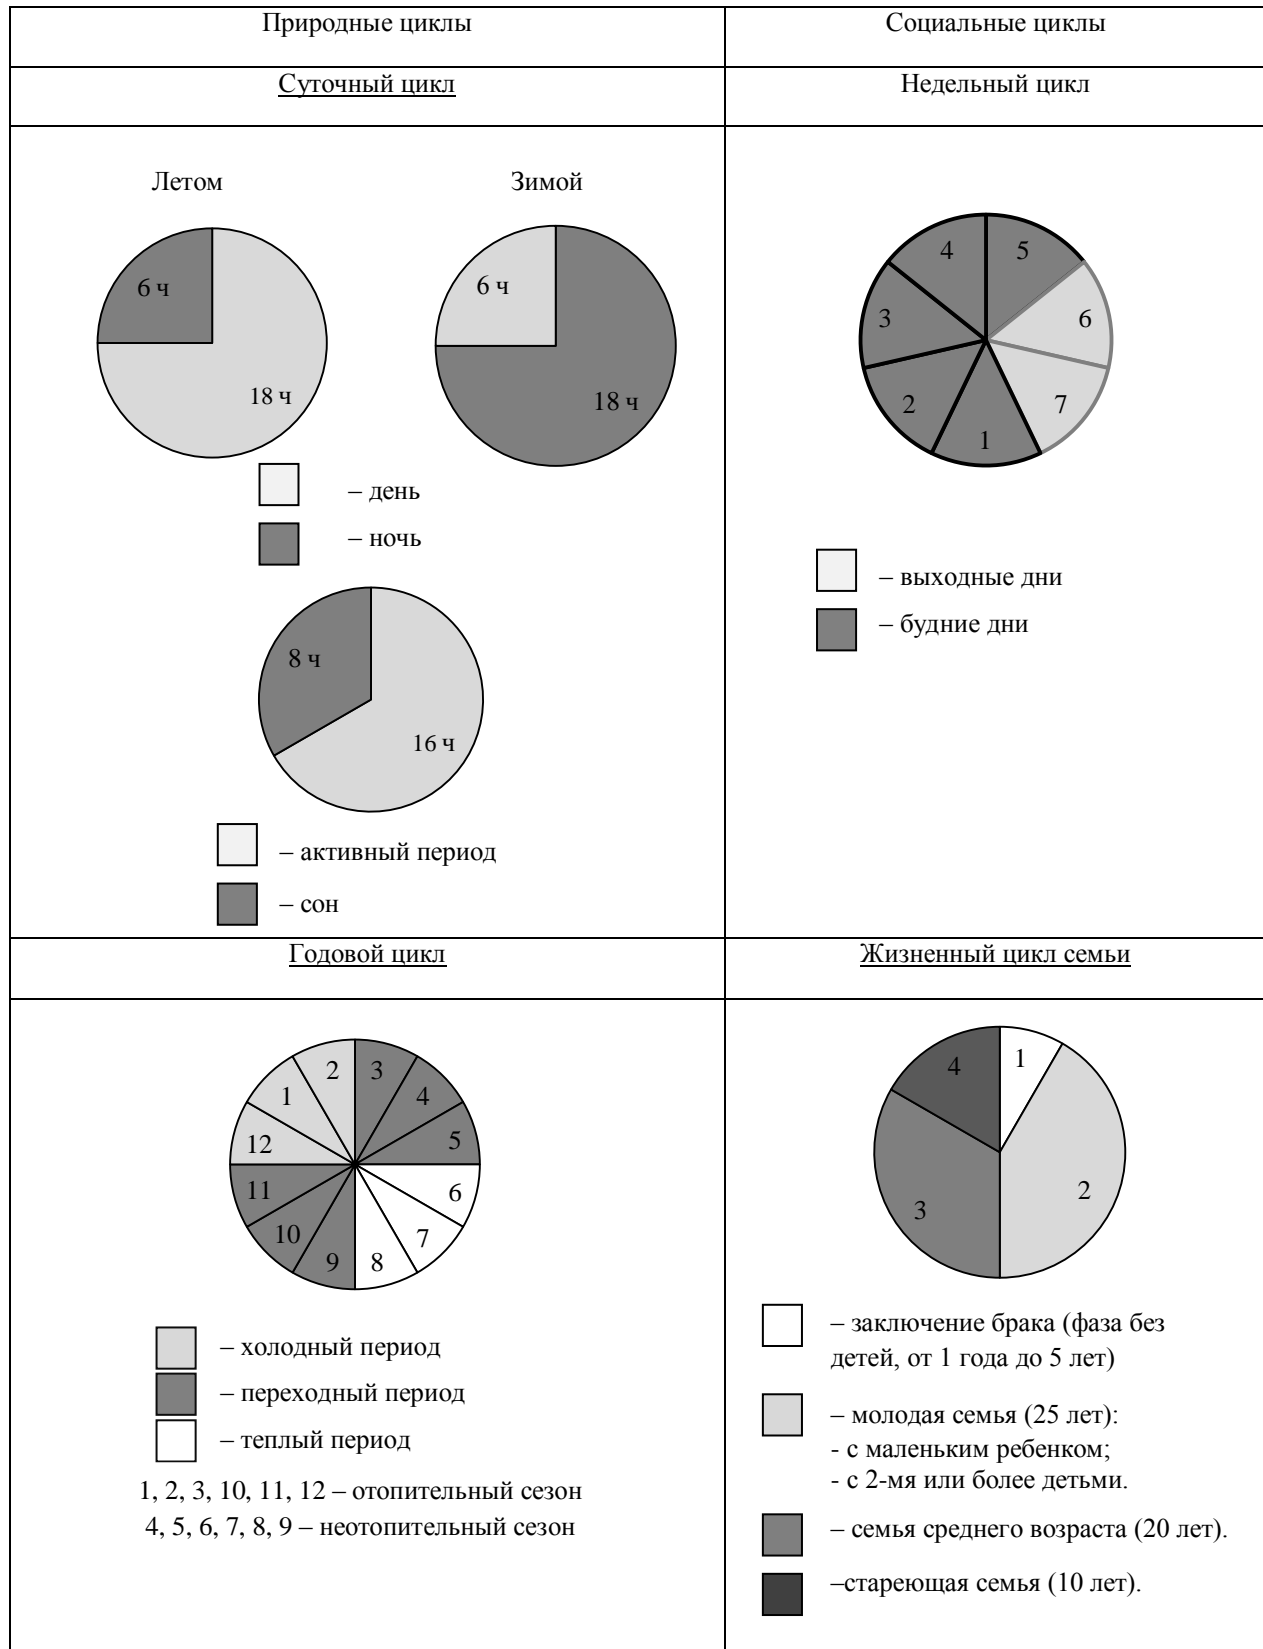 Природные циклы
Социальные циклы
Суточный цикл
Недельный цикл
Летом
Зимой
6 ч
18 ч
6 ч
18 ч
– день
– ночь
8 ч
16 ч
– активный период
– сон
4
5
3
6
2
7
1
– выходные дни
– будние дни
Годовой цикл
Жизненный цикл семьи
2
3
1
4
12
5
11
6
10
7
9
8
– холодный период
– переходный период
– теплый период
1, 2, 3, 10, 11, 12 – отопительный сезон
4, 5, 6, 7, 8, 9 – неотопительный сезон
4
1
3
2
– заключение брака (фаза без
детей, от 1 года до 5 лет)
– молодая семья (25 лет):
- с маленьким ребенком;
- с 2-мя или более детьми.
– семья среднего возраста (20 лет).
–стареющая семья (10 лет).